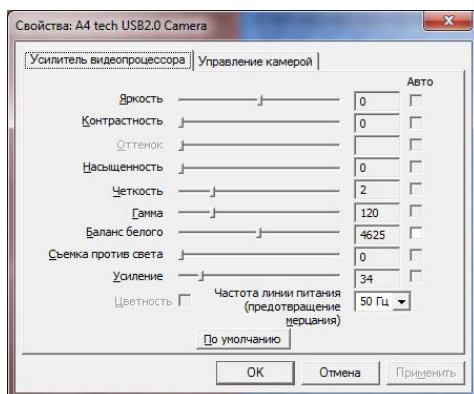 Свойства: A4 tech USB2.0 Camera
Усилитель видеопроцессора Управление камерой
Авто
Яркость 0
Контрастность 0
Оттенок
Насыщенность 0
Четкость 2
Гамма 120
Баланс белого 4625
Съемка против света 0
Усиление 34
Цветность Частота линии питания 50 Гц
(предотвращение
мерцания)
По умолчанию
OK Отмена Применить